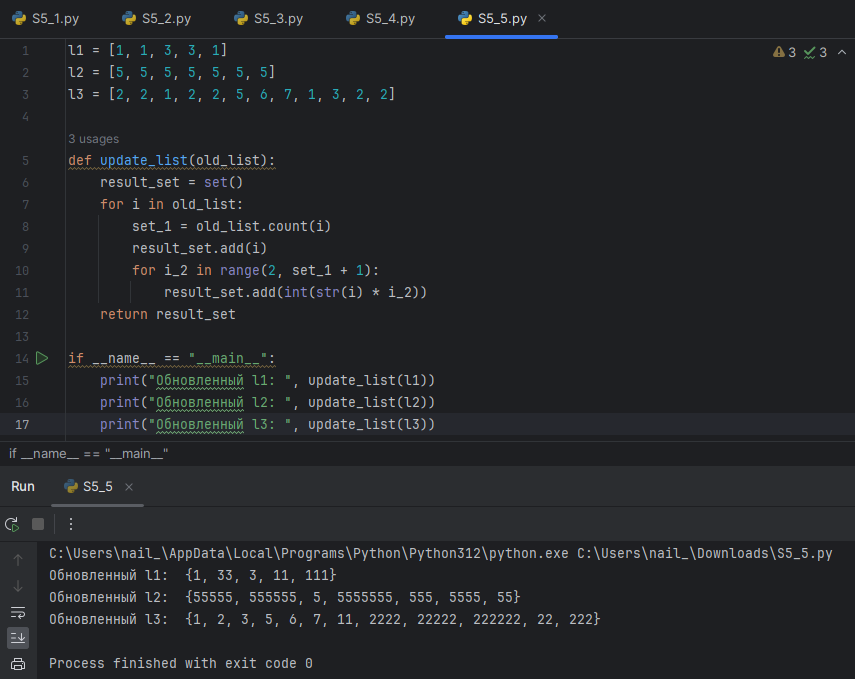 S5_1.py S5_2.py S5_3.py S5_4.py S5_5.py
1 l1 = [1, 1, 3, 3, 1] 3 3
2 l2 = [5, 5, 5, 5, 5, 5, 5]
3 l3 = [2, 2, 1, 2, 2, 5, 6, 7, 1, 3, 2, 2]
4
3 usages
5 def update_list(old_list):
6 result_set = set()
7 for i in old_list:
8 set_1 = old_list.count(i)
9 result_set.add(i)
10 for i_2 in range(2, set_1 + 1):
11 result_set.add(int(str(i) * i_2))
12 return result_set
13
14 if __name__ == "__main__":
15 print("Обновленный l1: ", update_list(l1))
16 print("Обновленный l2: ", update_list(l2))
17 print("Обновленный l3: ", update_list(l3))
if __name__ == "__main__"
Run S5_5
C:\Users\nail_\AppData\Local\Programs\Python\Python312\python.exe C:\Users\nail_\Downloads\S5_5.py
Обновленный l1:  {1, 33, 3, 11, 111}
Обновленный l2:  {55555, 555555, 5, 5555555, 555, 5555, 55}
Обновленный l3:  {1, 2, 3, 5, 6, 7, 11, 2222, 22222, 222222, 22, 222}
Process finished with exit code 0